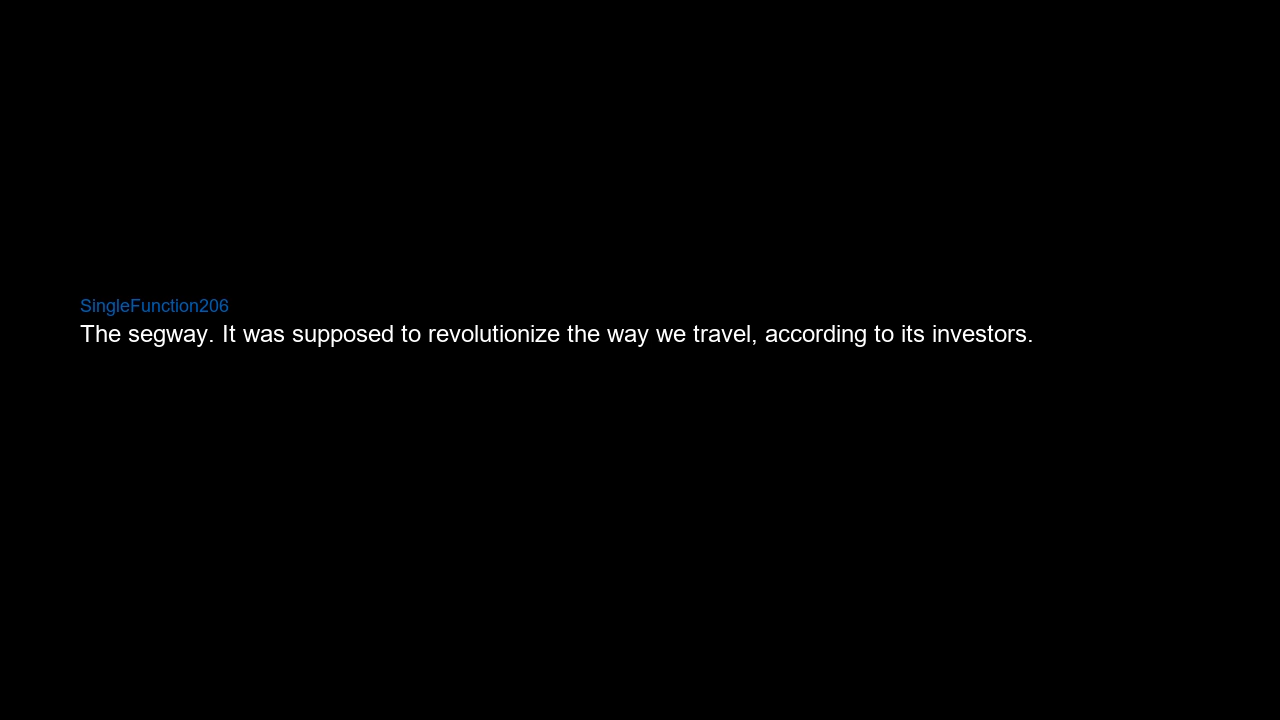 SingleFunction206
The segway. It was supposed to revolutionize the way we travel, according to its investors.